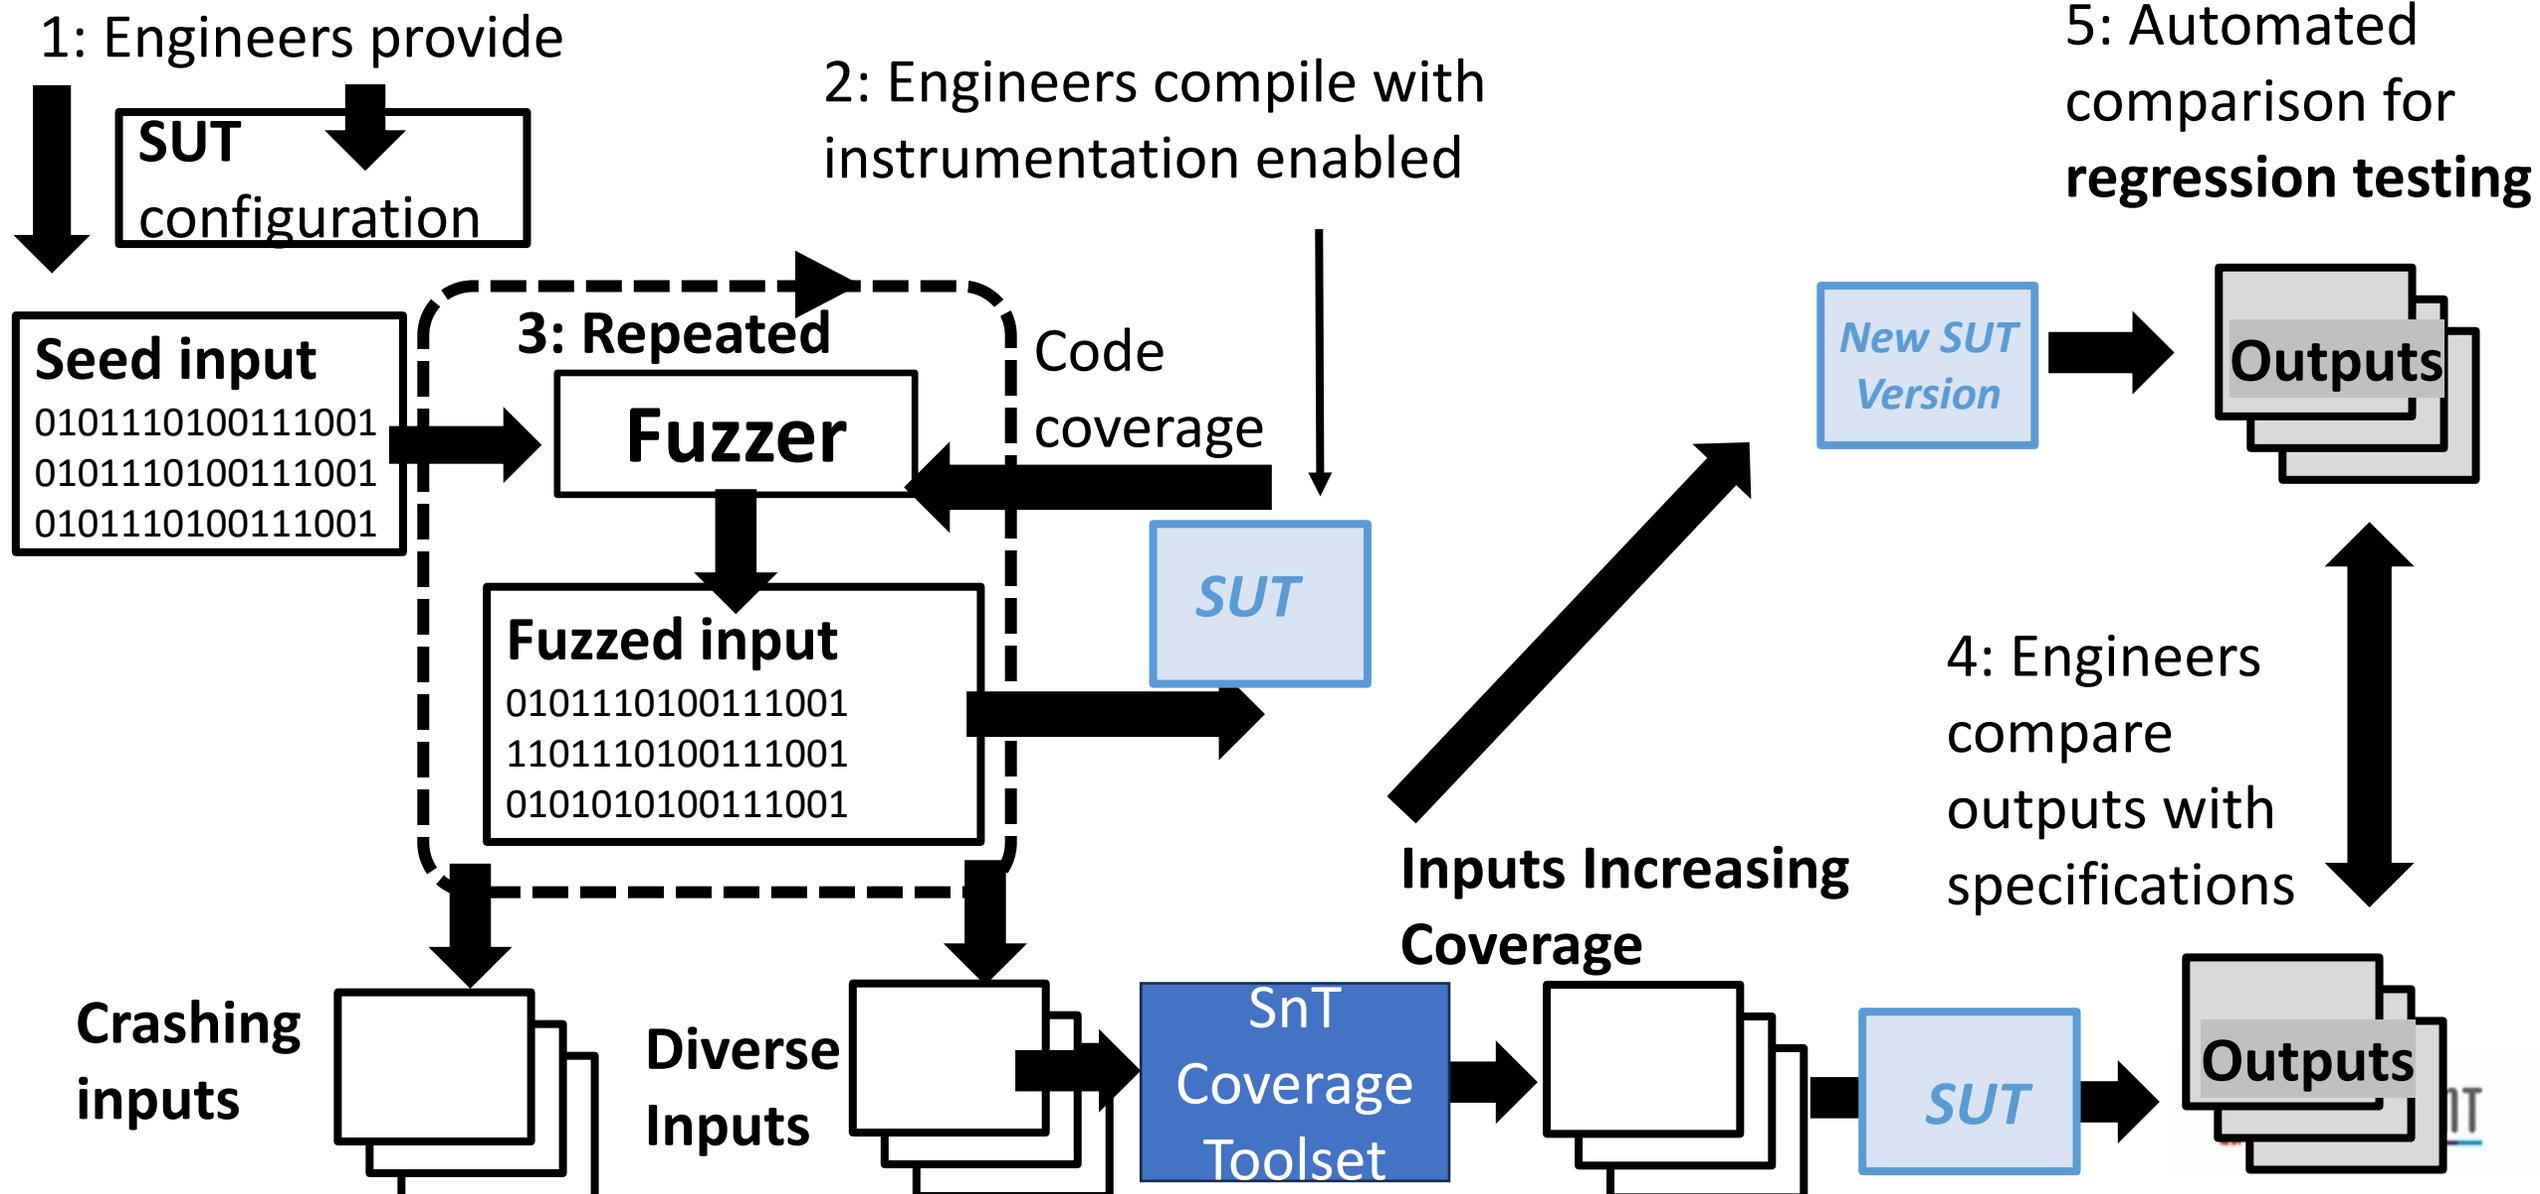 1: Engineers provide
SUT
configuration
2: Engineers compile with
instrumentation enabled
5: Automated
comparison for
regression testing
Seed input
0101110100111001
0101110100111001
0101110100111001
3: Repeated
Fuzzer
Code
coverage
SUT
Fuzzed input
0101110100111001
1101110100111001
0101010100111001
New SUT
Version
Outputs
4: Engineers
compare
outputs with
specifications
Crashing
inputs
Diverse
Inputs
SnT
Coverage
Toolset
Inputs Increasing
Coverage
SUT
Outputs